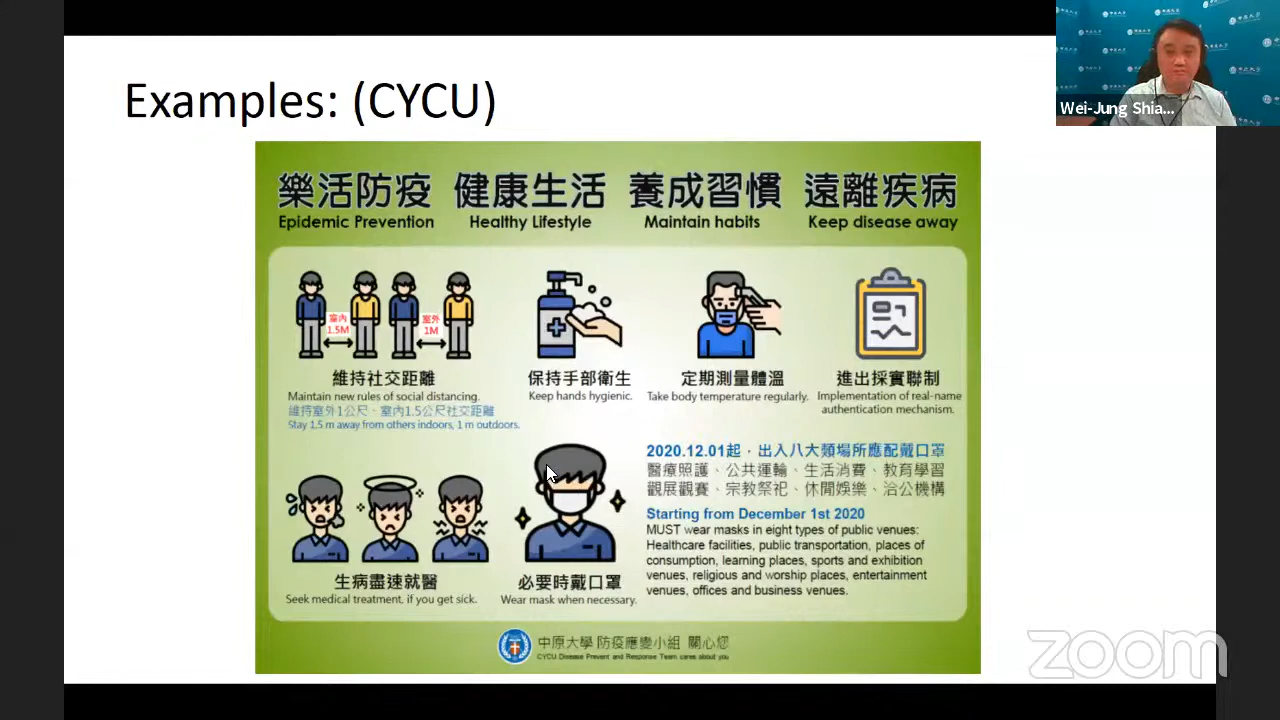 Examples: (CYCU)
Wei-Jung Shia...
樂活防疫 健康生活 養成習慣 遠離疾病
Epidemic Prevention Healthy Lifestyle Maintain habits Keep disease away
室內
1.5M
室外
1M
維持社交距離
Maintain new rules of social distancing.
維持室外1公尺、室內1.5公尺社交距離
Stay 1.5 m away from others indoors, 1 m outdoors.
保持手部衛生
Keep hands hygienic.
定期測量體溫
Take body temperature regularly.
進出採實聯制
Implementation of real-name
authentication mechanism.
生病盡速就醫
Seek medical treatment, if you get sick.
必要時戴口罩
Wear mask when necessary.
2020.12.01起，出入八大類場所應配戴口罩
醫療照護、公共運輸、生活消費、教育學習
觀展觀賽、宗教祭祀、休閒娛樂、洽公機構
Starting from December 1st 2020
MUST wear masks in eight types of public venues:
Healthcare facilities, public transportation, places of
consumption, learning places, sports and exhibition
venues, religious and worship places, entertainment
venues, offices and business venues.
中原大學 防疫應變小組 關心您
CYCU Disease Prevent and Response Team cares about you
zoom